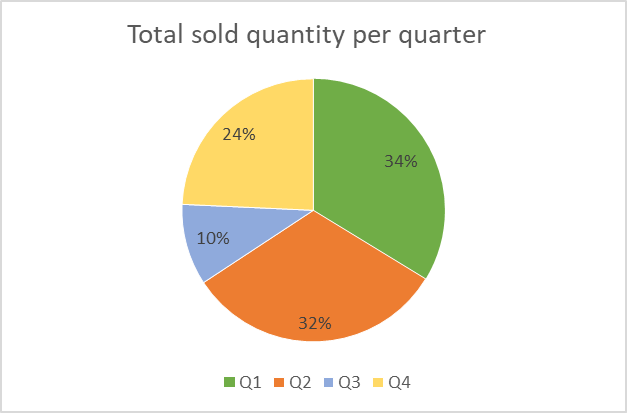 Total sold quantity per quarter
24%
34%
10%
32%
Q1 Q2 Q3 Q4